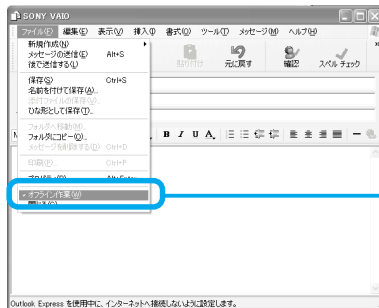 SONY VAIO
ファイル(F) 編集(E) 表示(V) 挿入(I) 書式(O) ツール(T) メッセージ(M) ヘルプ(H)
新規作成(N)
メッセージの送信(E) Alt+S
後で送信する(L)
貼り付け 元に戻す 確認 スペル チェック
保存(S) Ctrl+S
名前を付けて保存(A)...
添付ファイルの保存(V)...
ひな形として保存(T)...
フォルダへ移動(M)...
フォルダにコピー(O)...
B I U A
メッセージを削除する(D) Ctrl+D
印刷(P)... Ctrl+P
プロパティ(R) Alt+Enter
オフライン作業(W)
閉じる(C)
Outlook Express を使用中に、インターネットへ接続しないように設定します。